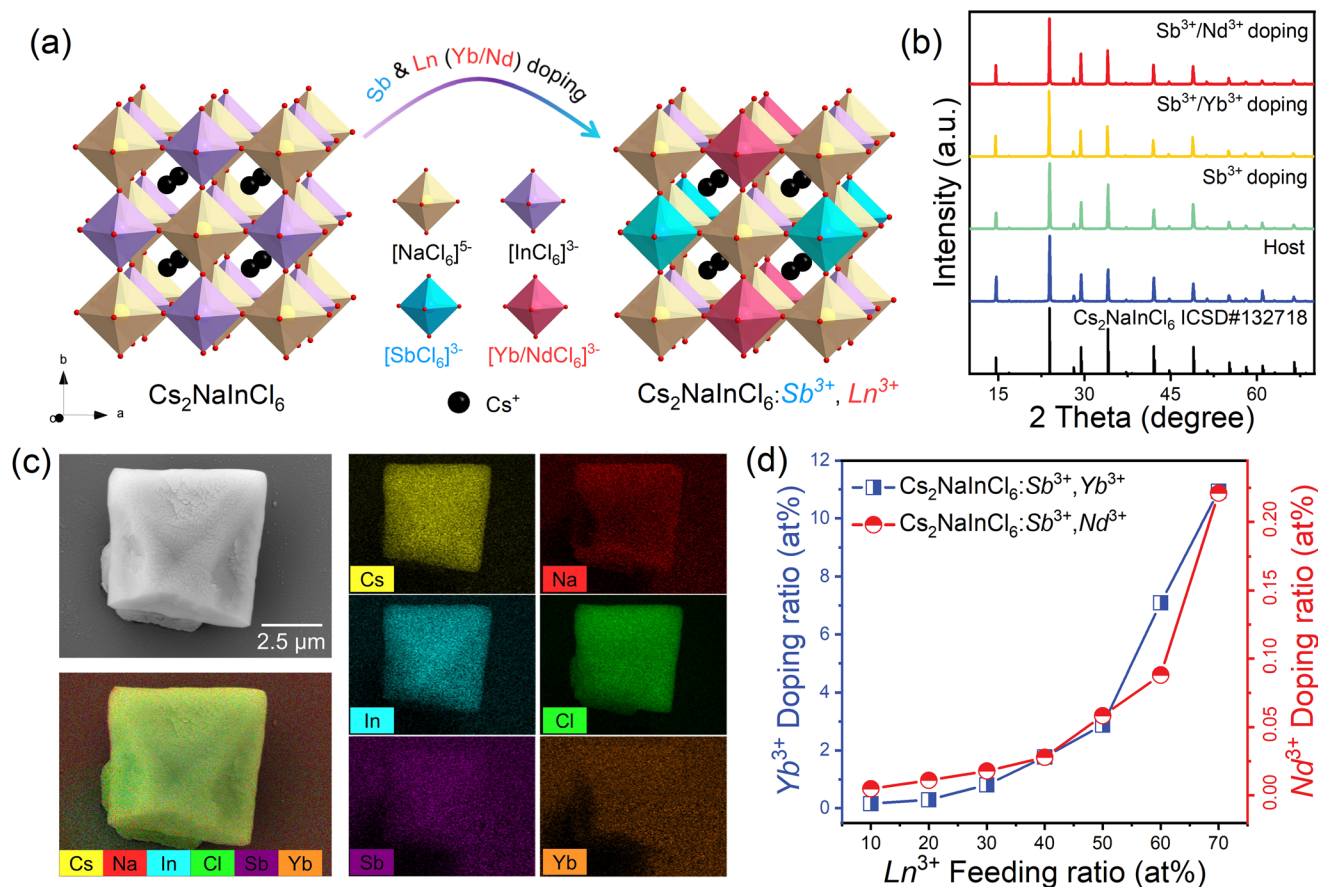 (a)
Sb & Ln (Yb/Nd) doping
[NaCl₆]⁵⁻
[InCl₆]³⁻
[SbCl₆]³⁻
[Yb/NdCl₆]³⁻
Cs⁺
b
a
c
Cs₂NaInCl₆
Cs₂NaInCl₆:Sb³⁺, Ln³⁺
(b)
Intensity (a.u.)
Sb³⁺/Nd³⁺ doping
Sb³⁺/Yb³⁺ doping
Sb³⁺ doping
Host
Cs₂NaInCl₆ ICSD#132718
15 30 45 60
2 Theta (degree)
(c)
2.5 μm
Cs Na In Cl Sb Yb
Cs
Na
In
Cl
Sb
Yb
(d)
Yb³⁺ Doping ratio (at%)
12
10
8
6
4
2
0
Cs₂NaInCl₆:Sb³⁺,Yb³⁺
Cs₂NaInCl₆:Sb³⁺,Nd³⁺
0.20
0.15
0.10
0.05
0.00
Nd³⁺ Doping ratio (at%)
10 20 30 40 50 60 70
Ln³⁺ Feeding ratio (at%)